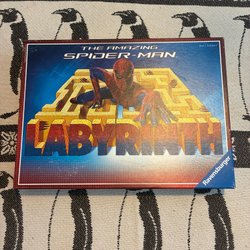 THE AMAZING
SPIDER-MAN
LABYRINTH
Ravensburger